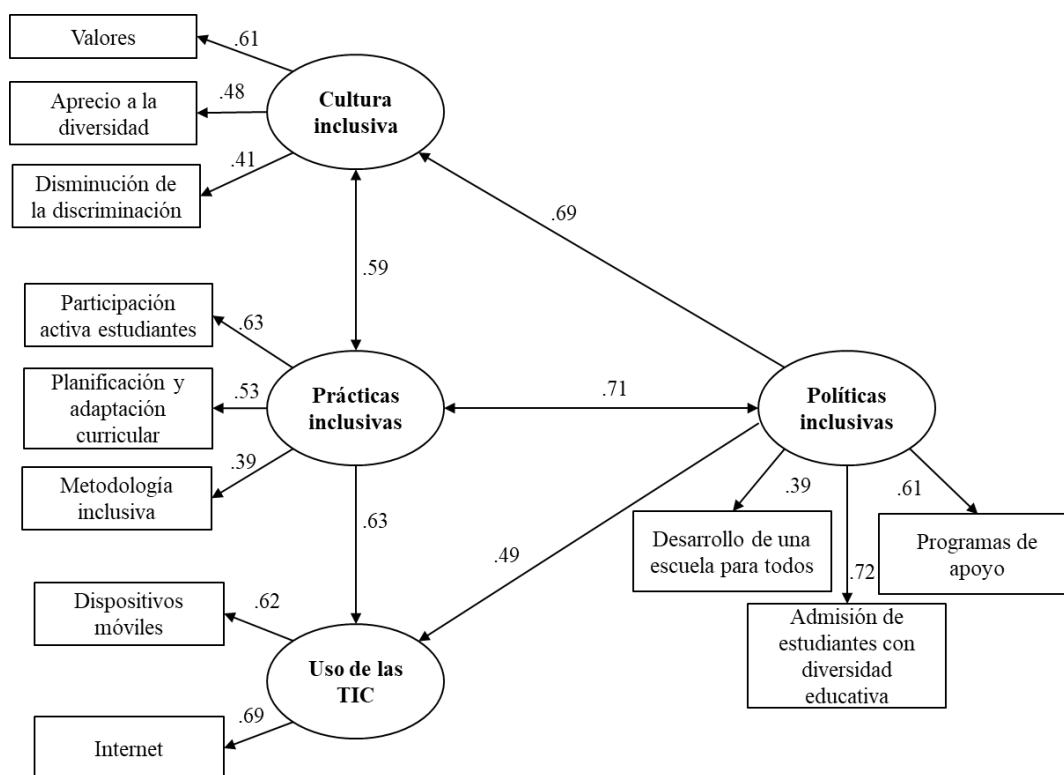 Valores
.61
Aprecio a la
diversidad
.48
Disminución de
la discriminación
.41
Cultura
inclusiva
.69
.59
Participación
activa estudiantes
.63
Planificación y
adaptación
curricular
.53
Metodología
inclusiva
.39
Prácticas
inclusivas
.71
Políticas
inclusivas
.63
.49
.39
.72
.61
Desarrollo de una
escuela para todos
Programas de
apoyo
Admisión de
estudiantes con
diversidad
educativa
Dispositivos
móviles
.62
Uso de las
TIC
.69
Internet